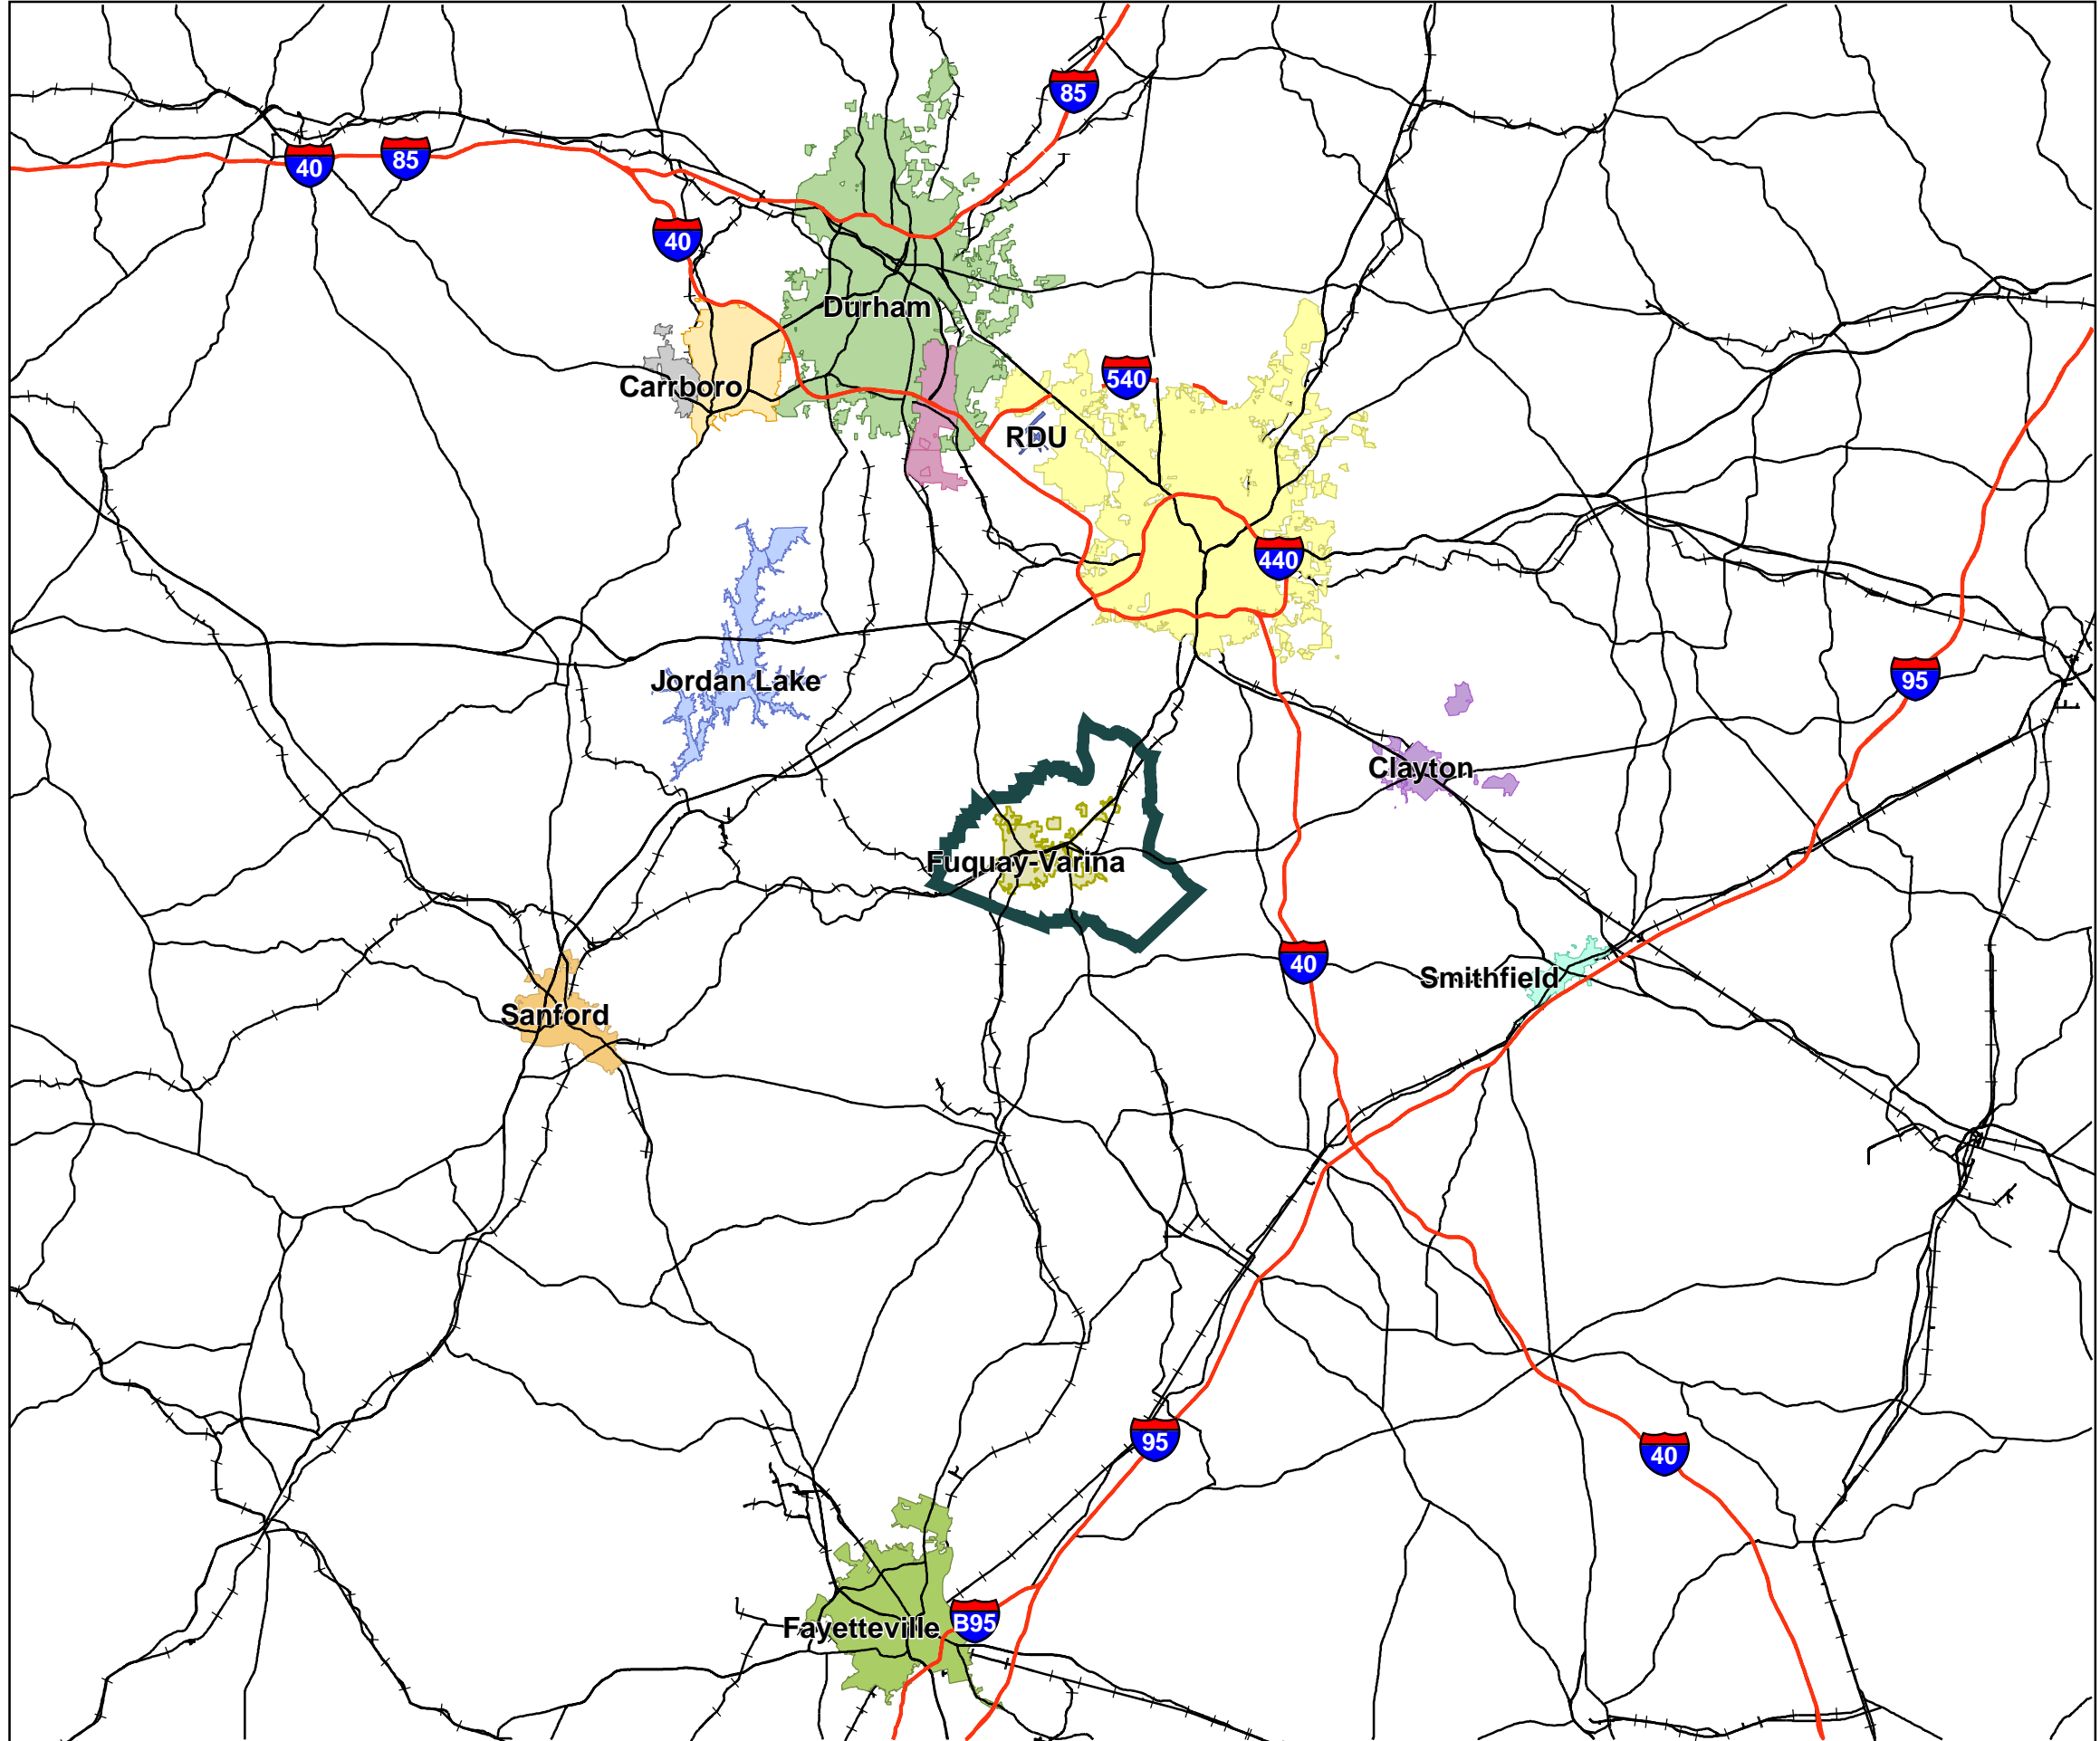 85
40
85
40
Durham
540
Carrboro
RDU
440
95
Jordan Lake
Clayton
Fuquay-Varina
40
Smithfield
Sanford
95
40
B95
Fayetteville